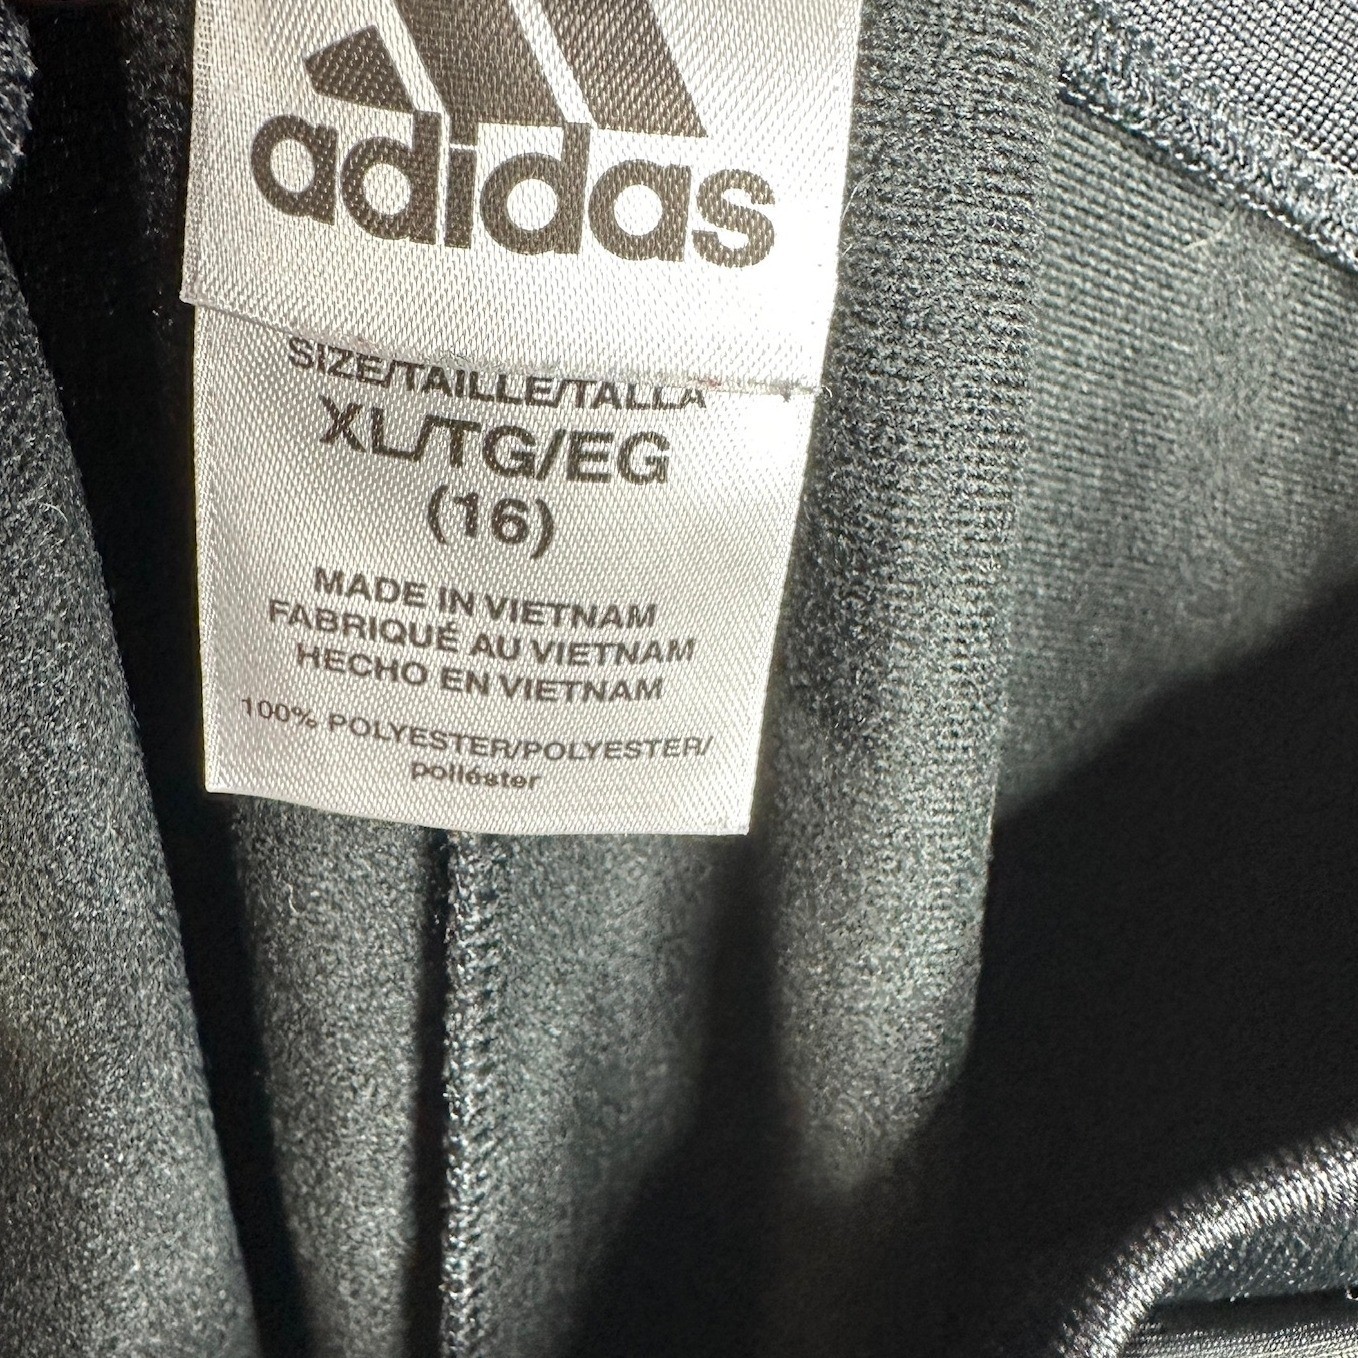 adidas
SIZE/TAILLE/TALLA
XL/TG/EG
(16)
MADE IN VIETNAM
FABRIQUÉ AU VIETNAM
HECHO EN VIETNAM
100% POLYESTER/POLYESTER/
poliéster